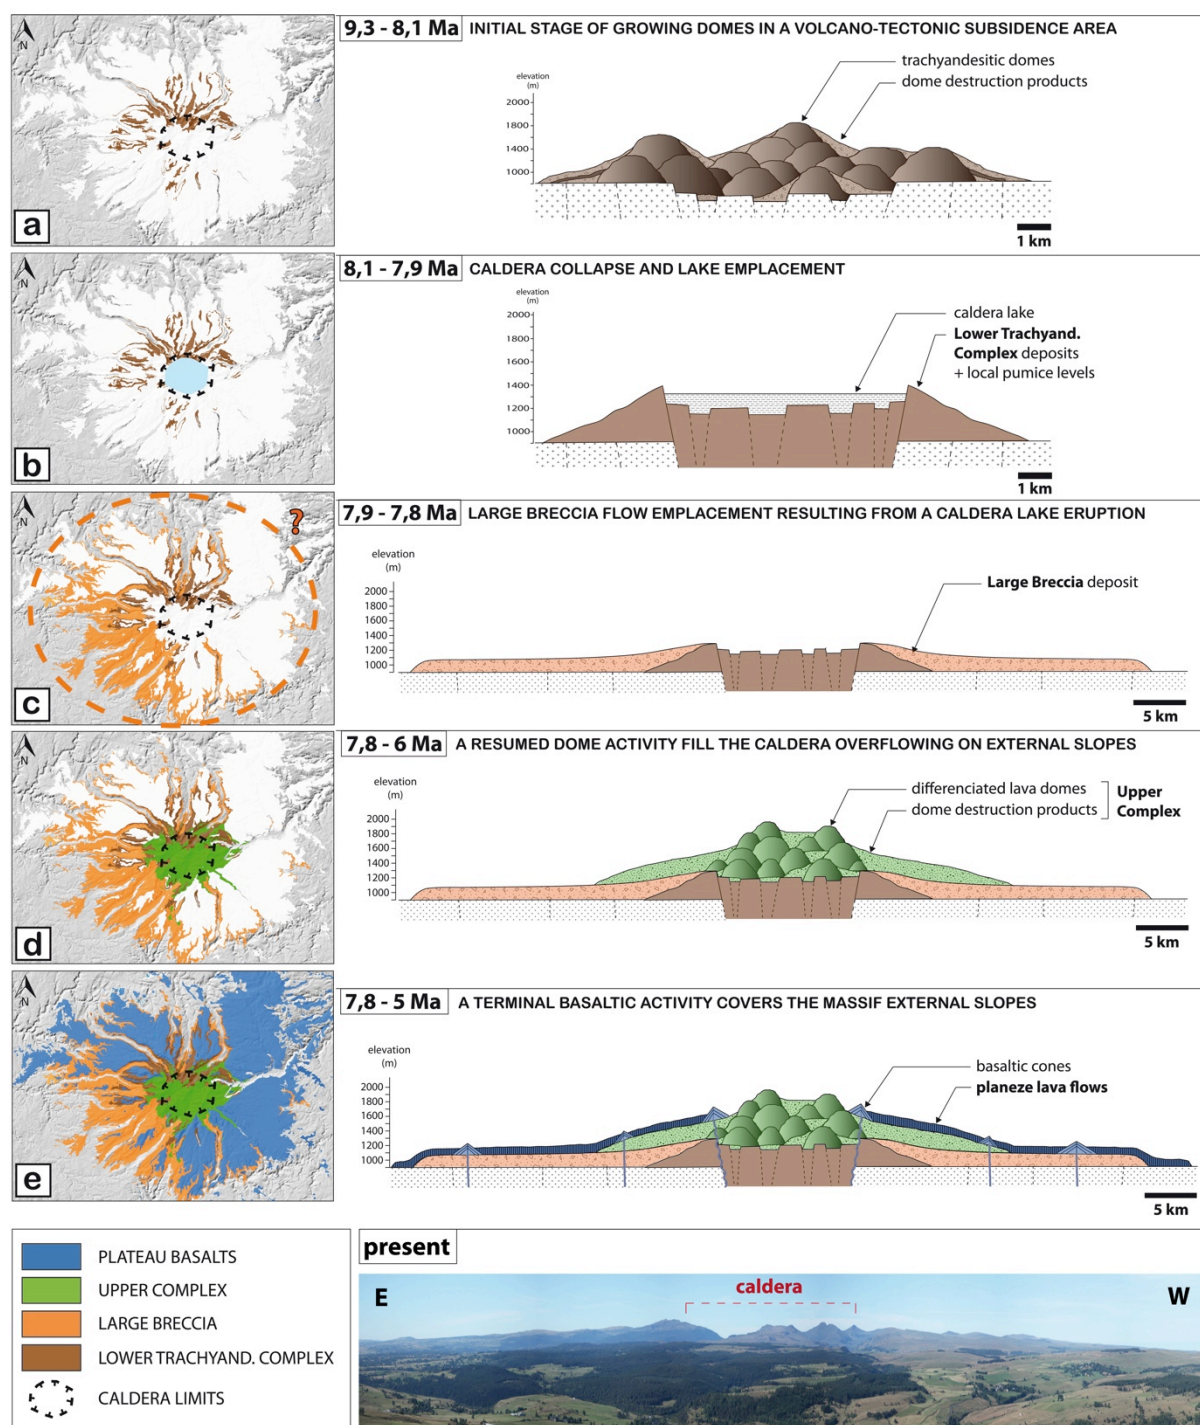 9,3 - 8,1 Ma INITIAL STAGE OF GROWING DOMES IN A VOLCANO-TECTONIC SUBSIDENCE AREA
N
a
elevation
(m)
2000
1800
1400
1000
trachyandesitic domes
dome destruction products
1 km
8,1 - 7,9 Ma CALDERA COLLAPSE AND LAKE EMPLACEMENT
N
b
elevation
(m)
2000
1800
1600
1400
1200
1000
caldera lake
Lower Trachyand.
Complex deposits
+ local pumice levels
1 km
7,9 - 7,8 Ma LARGE BRECCIA FLOW EMPLACEMENT RESULTING FROM A CALDERA LAKE ERUPTION
N
?
c
elevation
(m)
2000
1800
1600
1400
1200
1000
Large Breccia deposit
5 km
7,8 - 6 Ma A RESUMED DOME ACTIVITY FILL THE CALDERA OVERFLOWING ON EXTERNAL SLOPES
N
d
elevation
(m)
2000
1800
1600
1400
1200
1000
differenciated lava domes
dome destruction products
Upper
Complex
5 km
7,8 - 5 Ma A TERMINAL BASALTIC ACTIVITY COVERS THE MASSIF EXTERNAL SLOPES
N
e
elevation
(m)
2000
1800
1600
1400
1200
1000
basaltic cones
planeze lava flows
5 km
PLATEAU BASALTS
UPPER COMPLEX
LARGE BRECCIA
LOWER TRACHYAND. COMPLEX
CALDERA LIMITS
present
E
caldera
W